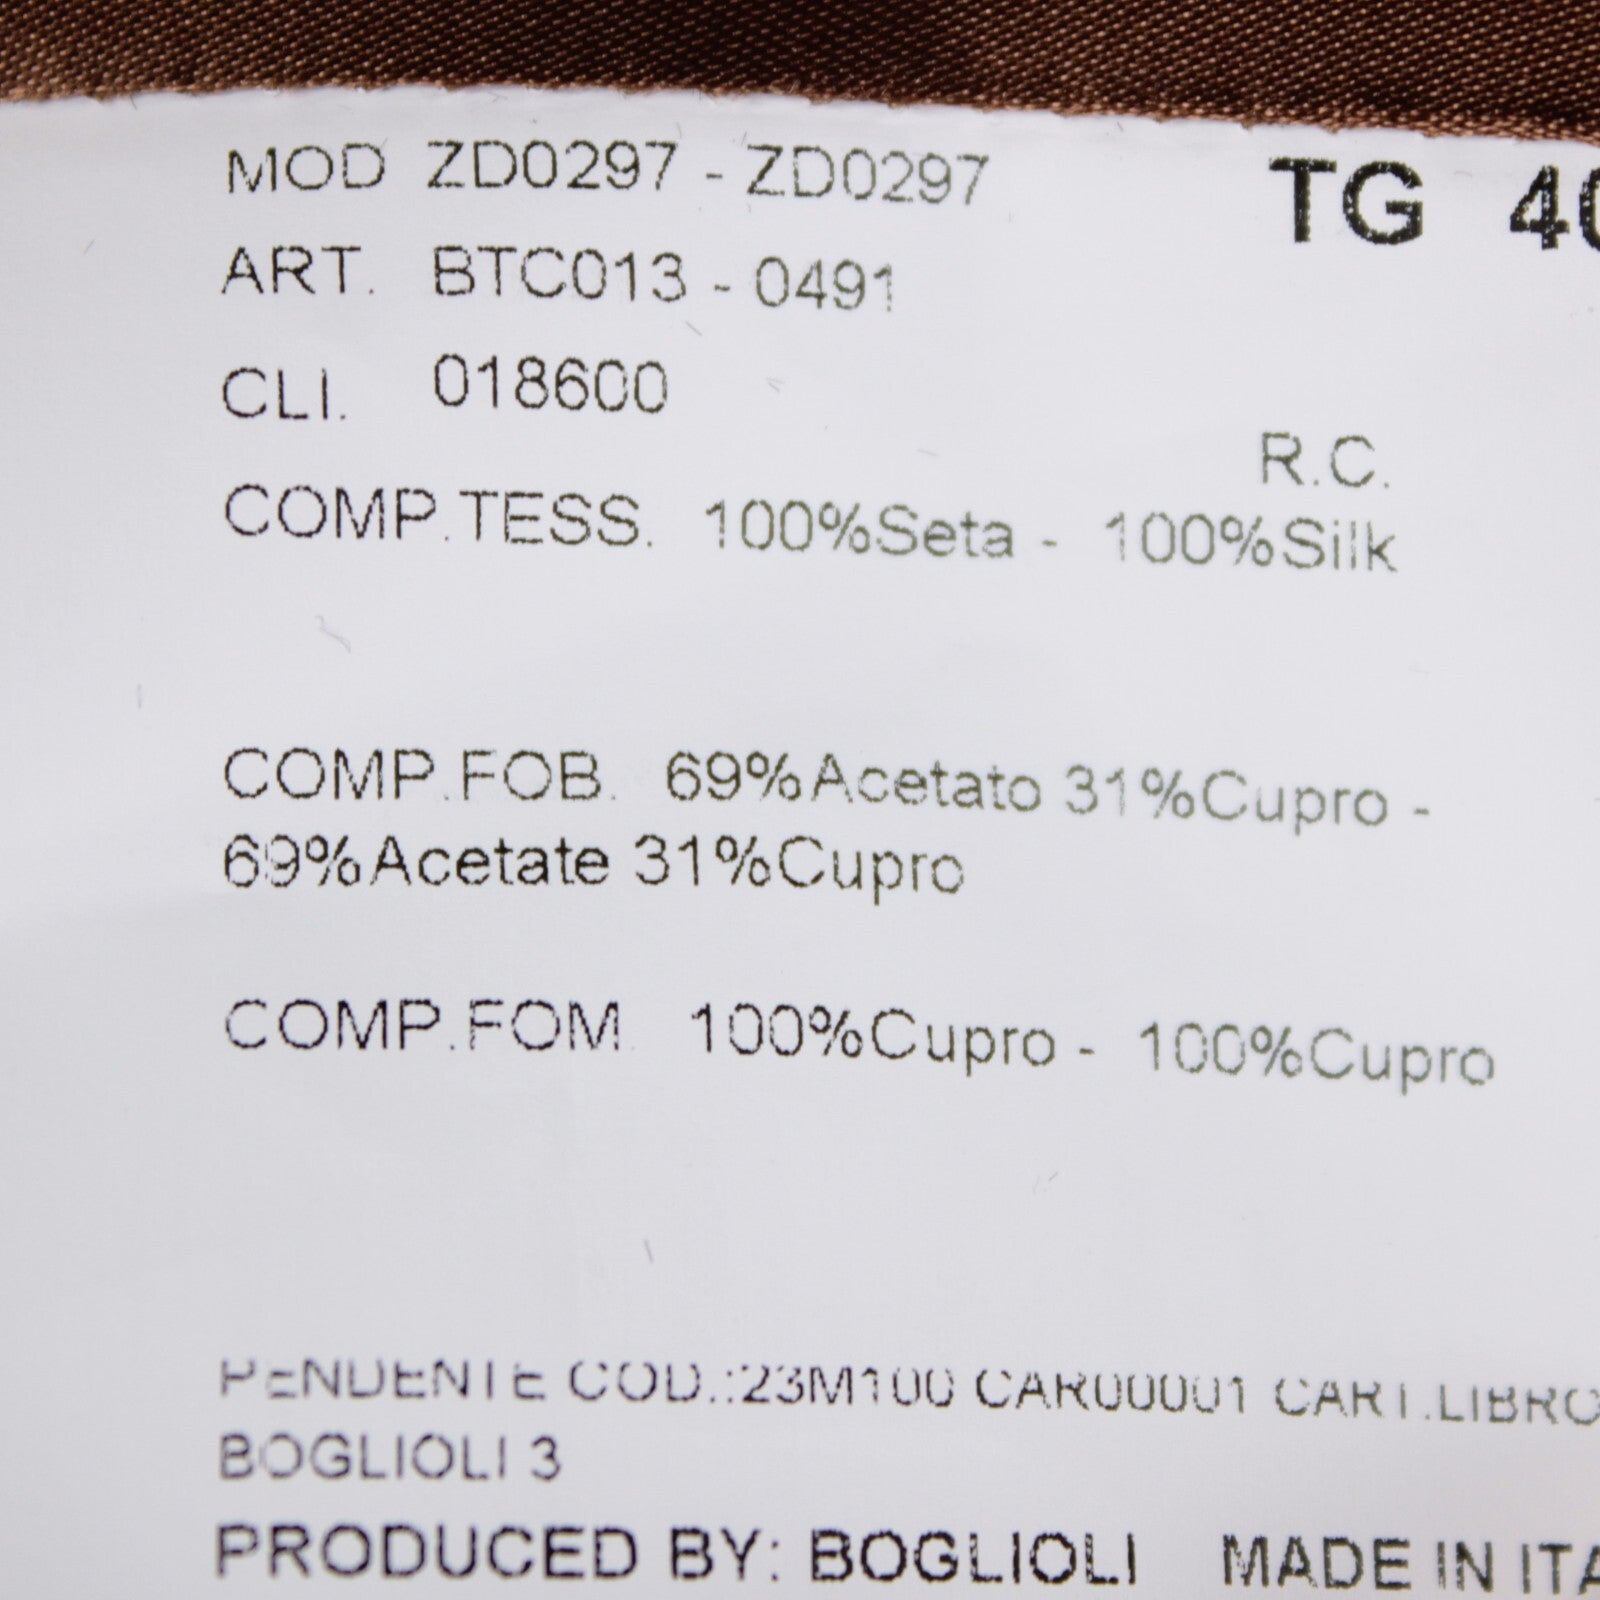 MOD ZD0297 - ZD0297 TG 40
ART. BTC013 - 0491
CLI. 018600
R.C.
COMP.TESS. 100%Seta - 100%Silk
COMP.FOB. 69%Acetato 31%Cupro -
69%Acetate 31%Cupro
COMP.FOM. 100%Cupro - 100%Cupro
PENDENTE COD.:23M100 CAR00001 CART.LIBRO
BOGLIOLI 3
PRODUCED BY: BOGLIOLI MADE IN ITA